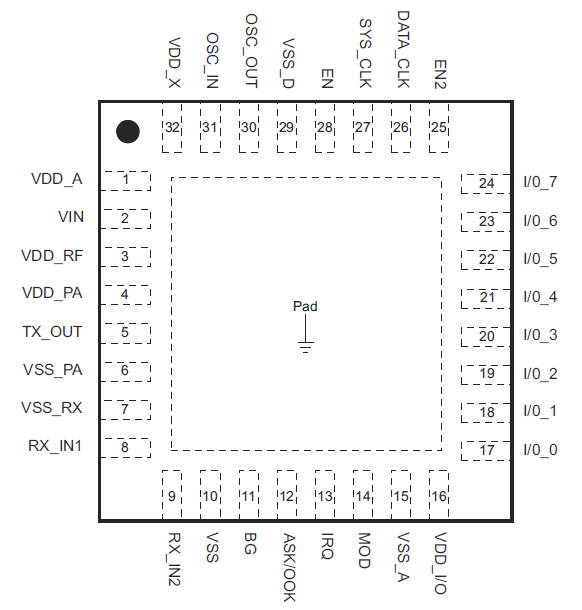 VDD_X
OSC_IN
OSC_OUT
VSS_D
EN
SYS_CLK
DATA_CLK
EN2
32
31
30
29
28
27
26
25
VDD_A 1
VIN 2
VDD_RF 3
VDD_PA 4
TX_OUT 5
VSS_PA 6
VSS_RX 7
RX_IN1 8
Pad
24 I/0_7
23 I/0_6
22 I/0_5
21 I/0_4
20 I/0_3
19 I/0_2
18 I/0_1
17 I/0_0
9
10
11
12
13
14
15
16
RX_IN2
VSS
BG
ASK/OOK
IRQ
MOD
VSS_A
VDD_I/O